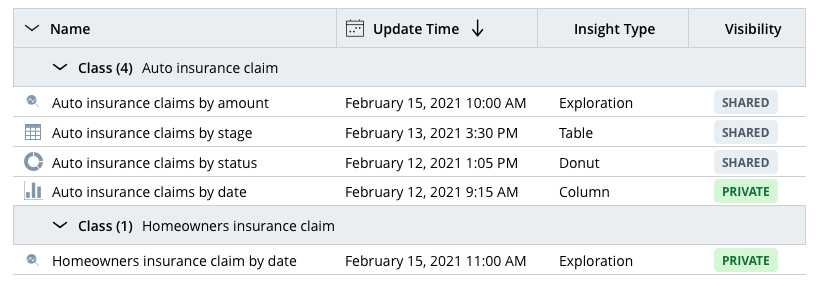 Name Update Time Insight Type Visibility
Class (4) Auto insurance claim
Auto insurance claims by amount February 15, 2021 10:00 AM Exploration SHARED
Auto insurance claims by stage February 13, 2021 3:30 PM Table SHARED
Auto insurance claims by status February 12, 2021 1:05 PM Donut SHARED
Auto insurance claims by date February 12, 2021 9:15 AM Column PRIVATE
Class (1) Homeowners insurance claim
Homeowners insurance claim by date February 15, 2021 11:00 AM Exploration PRIVATE